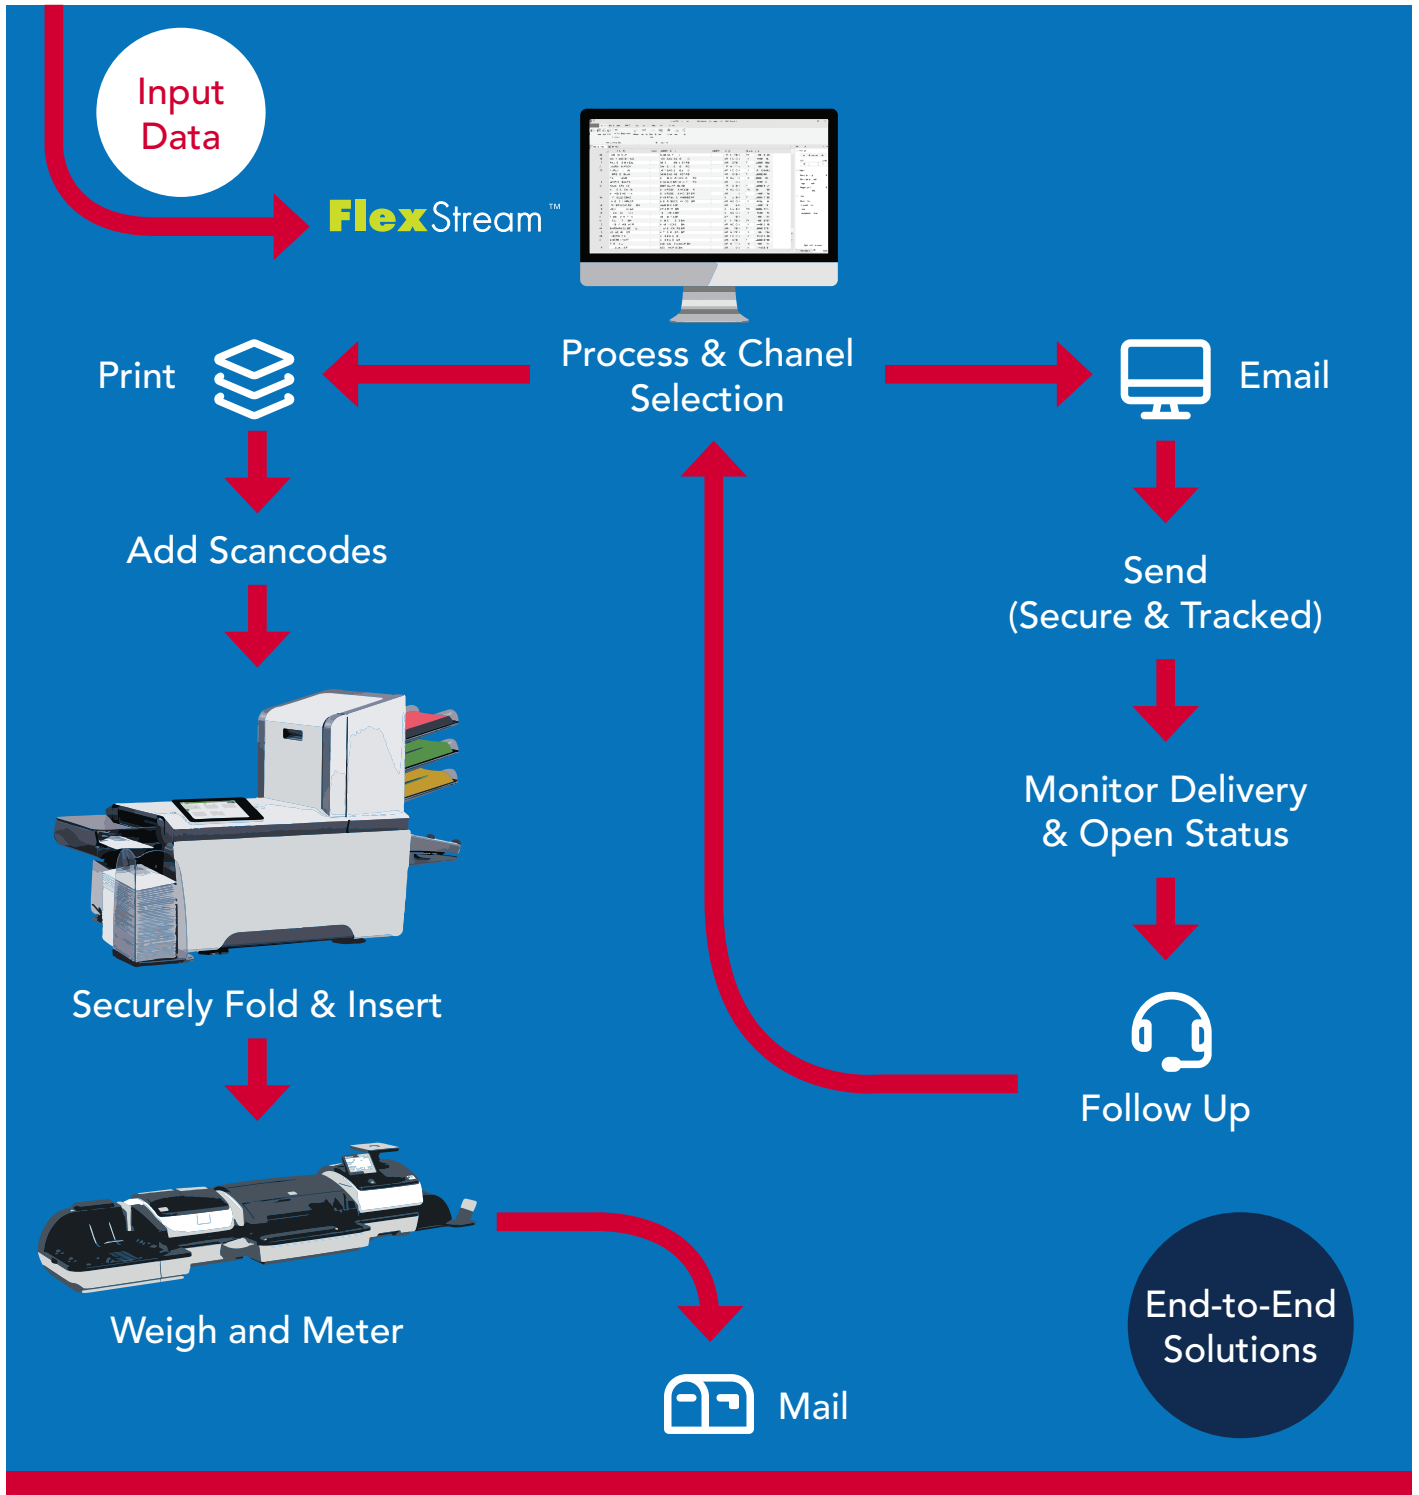 Input
Data
FlexStream™
Process & Chanel
Selection
Print
Email
Add Scancodes
Send
(Secure & Tracked)
Monitor Delivery
& Open Status
Securely Fold & Insert
Follow Up
Weigh and Meter
End-to-End
Solutions
Mail